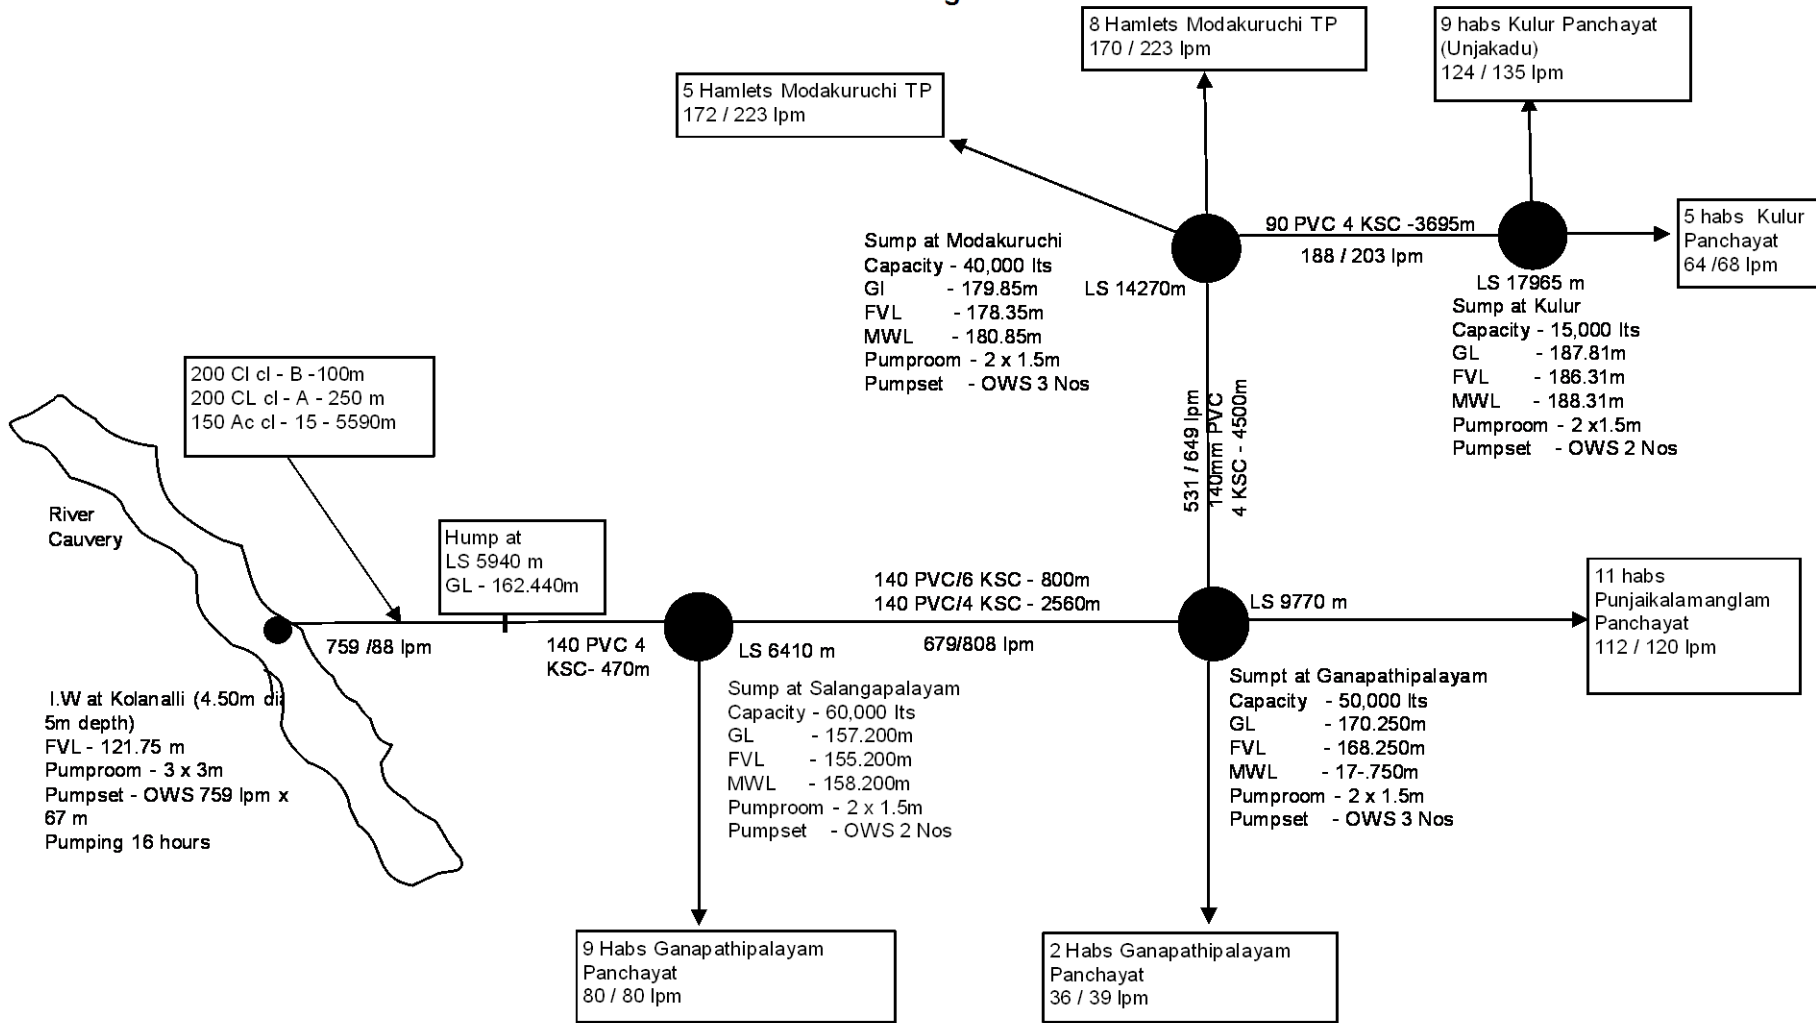 8 Hamlets Modakuruchi TP
170 / 223 lpm
9 habs Kulur Panchayat
(Unjakadu)
124 / 135 lpm
5 Hamlets Modakuruchi TP
172 / 223 lpm
5 habs Kulur
Panchayat
64 /68 lpm
90 PVC 4 KSC -3695m
188 / 203 lpm
Sump at Modakuruchi
Capacity - 40,000 lts
Gl - 179.85m
FVL - 178.35m
MWL - 180.85m
Pumproom - 2 x 1.5m
Pumpset - OWS 3 Nos
LS 14270m
LS 17965 m
Sump at Kulur
Capacity - 15,000 lts
GL - 187.81m
FVL - 186.31m
MWL - 188.31m
Pumproom - 2 x1.5m
Pumpset - OWS 2 Nos
200 Cl cl - B -100m
200 CL cl - A - 250 m
150 Ac cl - 15 - 5590m
531 / 649 lpm
140mm PVC
4 KSC - 4500m
River
Cauvery
Hump at
LS 5940 m
GL - 162.440m
140 PVC/6 KSC - 800m
140 PVC/4 KSC - 2560m
679/808 lpm
11 habs
Punjaikalamanglam
Panchayat
112 / 120 lpm
LS 9770 m
759 /88 lpm
140 PVC 4
KSC- 470m
LS 6410 m
I.W at Kolanalli (4.50m di
5m depth)
FVL - 121.75 m
Pumproom - 3 x 3m
Pumpset - OWS 759 lpm x
67 m
Pumping 16 hours
Sump at Salangapalayam
Capacity - 60,000 lts
GL - 157.200m
FVL - 155.200m
MWL - 158.200m
Pumproom - 2 x 1.5m
Pumpset - OWS 2 Nos
Sumpt at Ganapathipalayam
Capacity - 50,000 lts
GL - 170.250m
FVL - 168.250m
MWL - 17-.750m
Pumproom - 2 x 1.5m
Pumpset - OWS 3 Nos
9 Habs Ganapathipalayam
Panchayat
80 / 80 lpm
2 Habs Ganapathipalayam
Panchayat
36 / 39 lpm